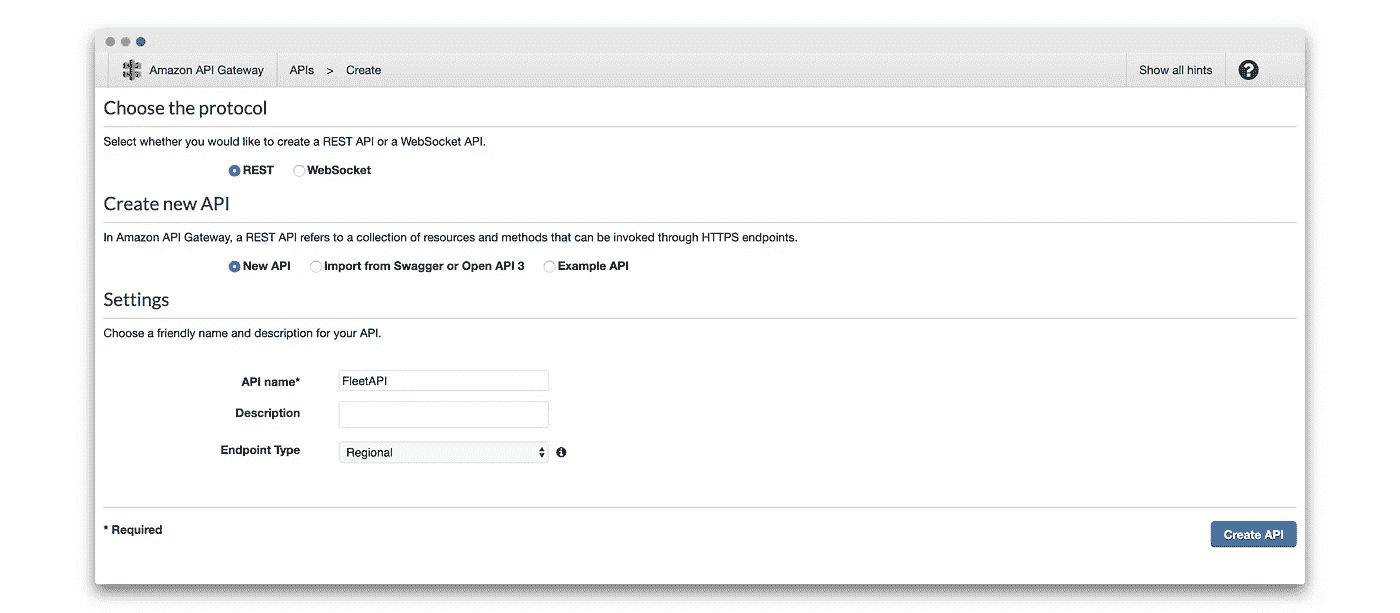 Amazon API Gateway APIs > Create Show all hints ?
Choose the protocol
Select whether you would like to create a REST API or a WebSocket API.
REST WebSocket
Create new API
In Amazon API Gateway, a REST API refers to a collection of resources and methods that can be invoked through HTTPS endpoints.
New API Import from Swagger or Open API 3 Example API
Settings
Choose a friendly name and description for your API.
API name* FleetAPI
Description
Endpoint Type Regional
* Required
Create API